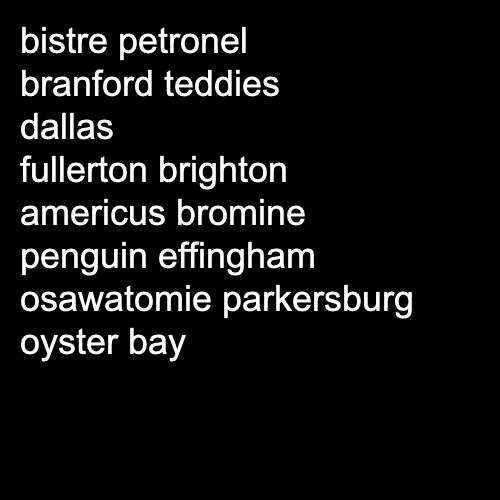 bistre petronel
branford teddies
dallas
fullerton brighton
americus bromine
penguin effingham
osawatomie parkersburg
oyster bay